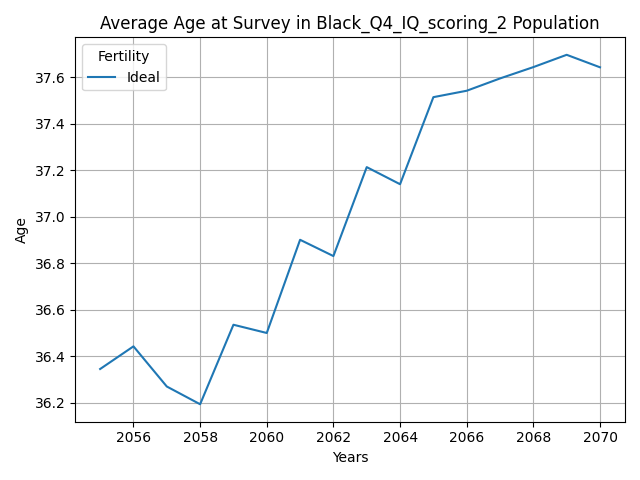 Average Age at Survey in Black_Q4_IQ_scoring_2 Population
Fertility
Ideal
37.6
37.4
37.2
37.0
36.8
36.6
36.4
36.2
Age
2056 2058 2060 2062 2064 2066 2068 2070
Years